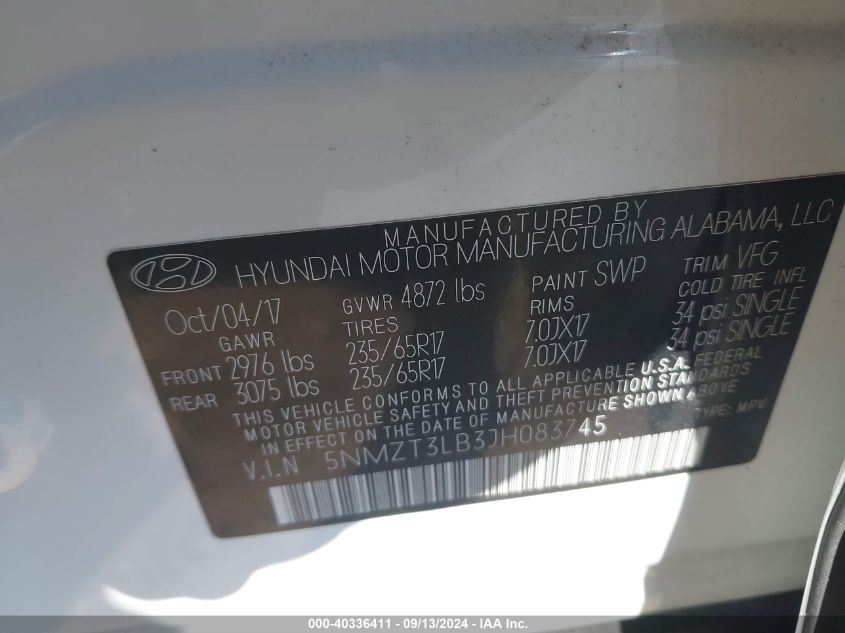 MANUFACTURED BY
HYUNDAI MOTOR MANUFACTURING ALABAMA, LLC
Oct/04/17 GVWR 4872 lbs PAINT SWP TRIM VFG
GAWR TIRES RIMS COLD TIRE INFL
FRONT 2976 lbs 235/65R17 7.0JX17 34 psi SINGLE
REAR 3075 lbs 235/65R17 7.0JX17 34 psi SINGLE
THIS VEHICLE CONFORMS TO ALL APPLICABLE U.S.A. FEDERAL
MOTOR VEHICLE SAFETY AND THEFT PREVENTION STANDARDS
IN EFFECT ON THE DATE OF MANUFACTURE SHOWN ABOVE
V.I.N 5NMZT3LB3JH083745 TYPE: MPV
000-40336411 - 09/13/2024 - IAA Inc.